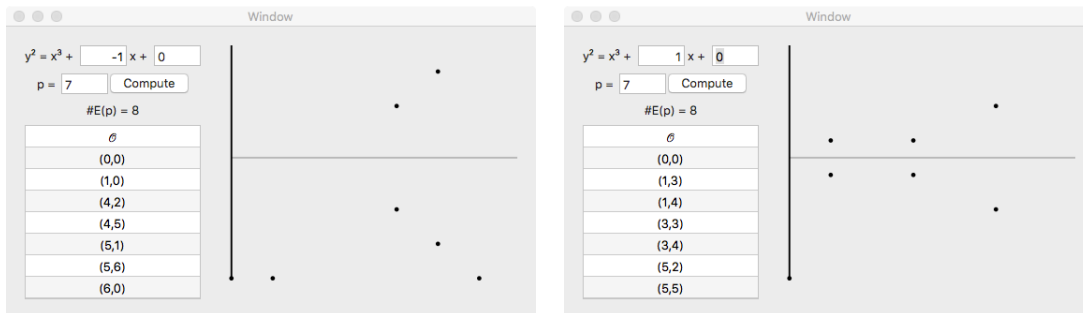 Window
y² = x³ + -1 x + 0
p = 7 Compute
#E(p) = 8
𝒪
(0,0)
(1,0)
(4,2)
(4,5)
(5,1)
(5,6)
(6,0)
Window
y² = x³ + 1 x + 0
p = 7 Compute
#E(p) = 8
𝒪
(0,0)
(1,3)
(1,4)
(3,3)
(3,4)
(5,2)
(5,5)